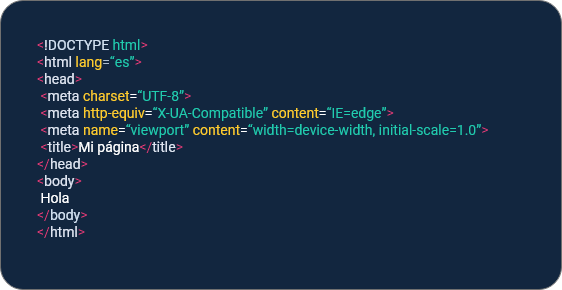 <!DOCTYPE html>
<html lang=“es”>
<head>
<meta charset=“UTF-8”>
<meta http-equiv=“X-UA-Compatible” content=“IE=edge”>
<meta name=“viewport” content=“width=device-width, initial-scale=1.0”>
<title>Mi página</title>
</head>
<body>
Hola
</body>
</html>